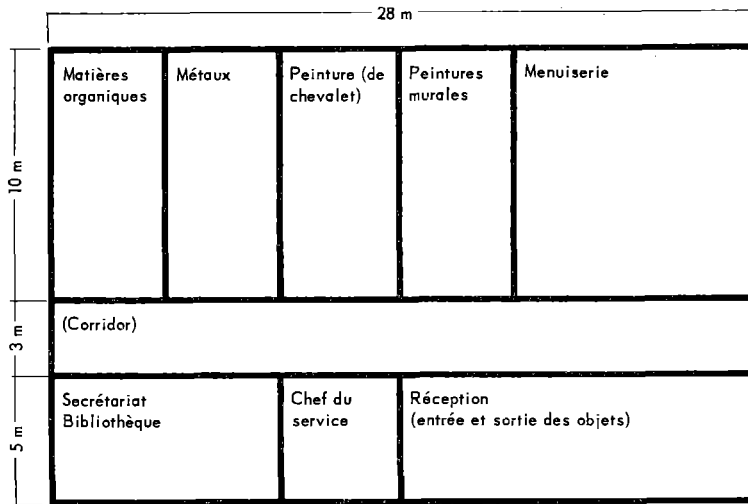 28 m
Matières
organiques
Métaux
Peinture (de
chevalet)
Peintures
murales
Menuiserie
10 m
(Corridor)
3 m
Secrétariat
Bibliothèque
Chef du
service
Réception
(entrée et sortie des objets)
5 m